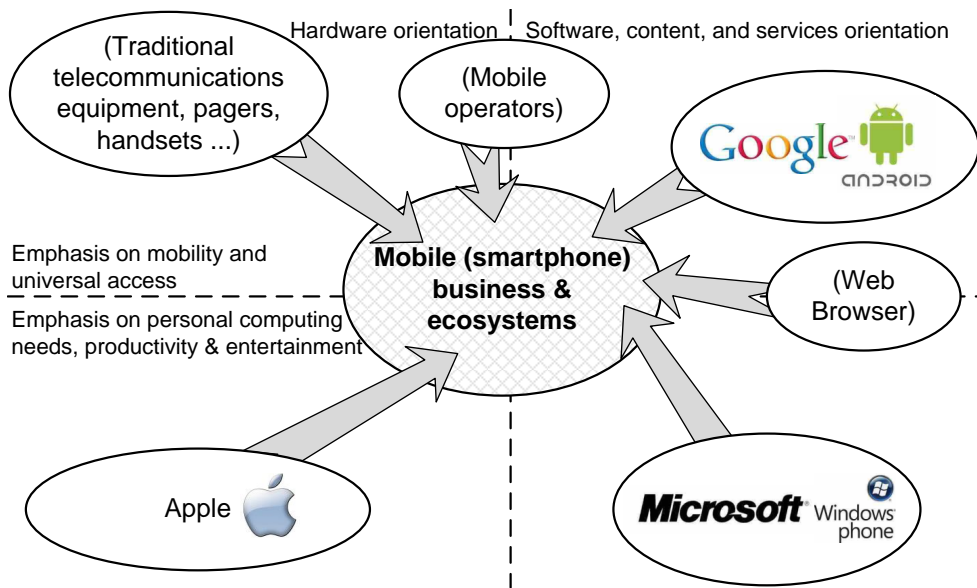 Hardware orientation
Software, content, and services orientation
(Traditional
telecommunications
equipment, pagers,
handsets ...)
(Mobile
operators)
Google™
ANDROID
Emphasis on mobility and
universal access
Mobile (smartphone)
business &
ecosystems
(Web
Browser)
Emphasis on personal computing
needs, productivity & entertainment
Apple
Microsoft®
Windows®
phone